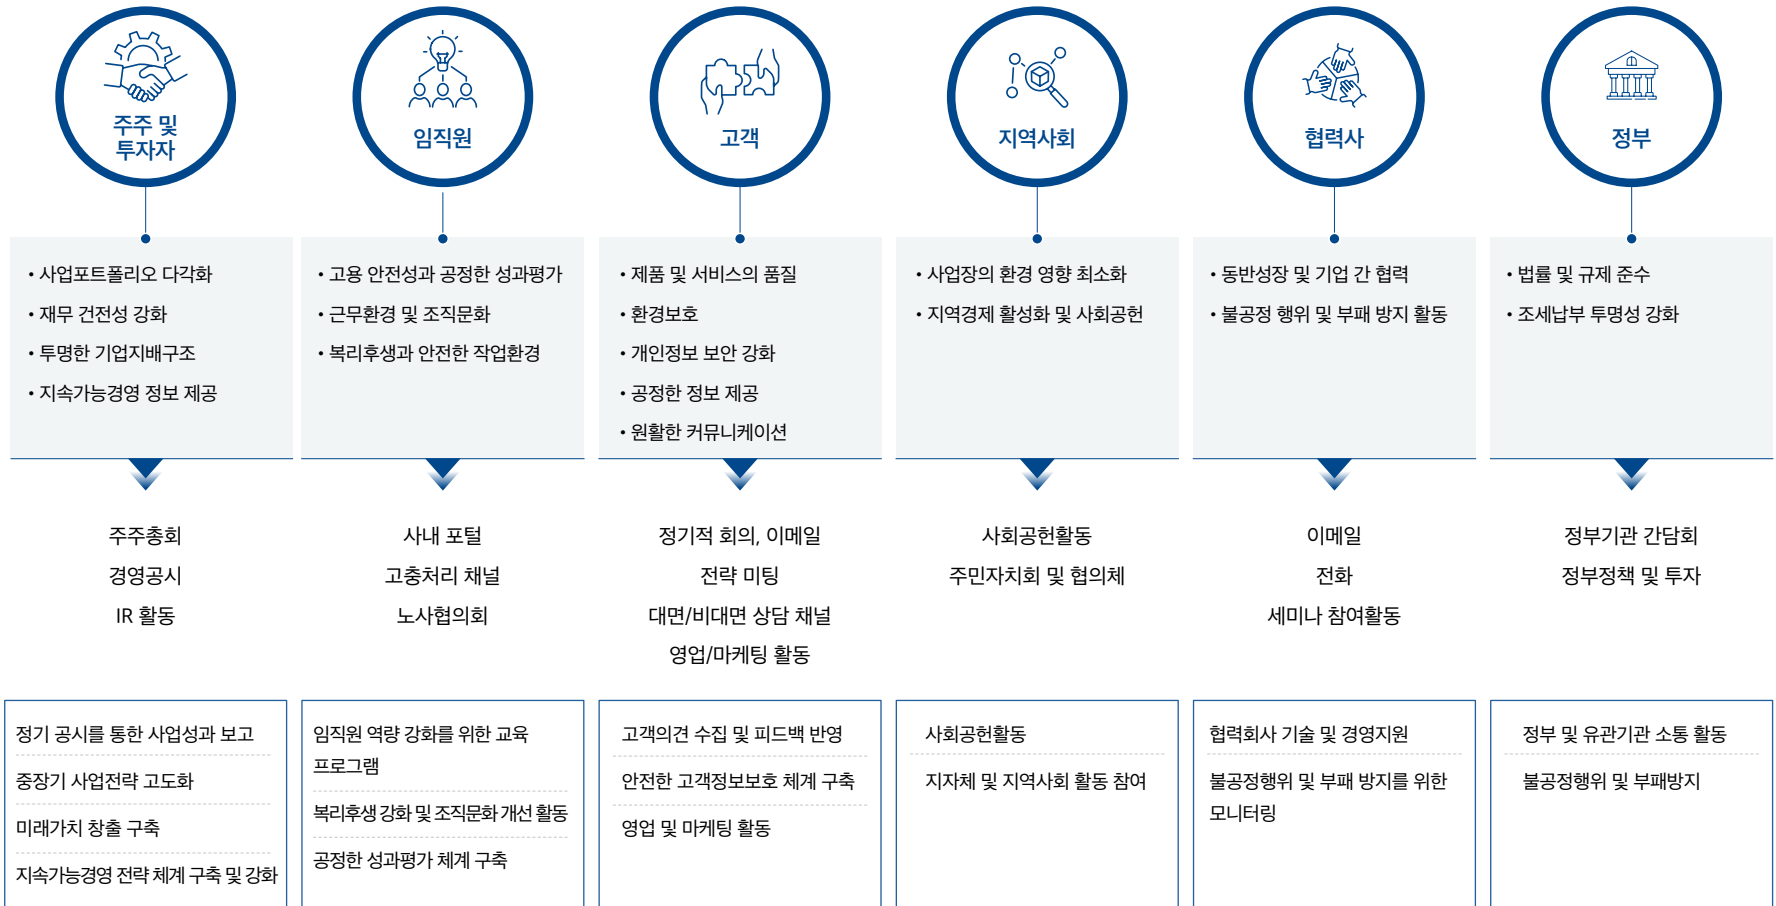 주주 및
투자자
임직원
고객
지역사회
협력사
정부
• 사업포트폴리오 다각화
• 재무 건전성 강화
• 투명한 기업지배구조
• 지속가능경영 정보 제공
• 고용 안전성과 공정한 성과평가
• 근무환경 및 조직문화
• 복리후생과 안전한 작업환경
• 제품 및 서비스의 품질
• 환경보호
• 개인정보 보안 강화
• 공정한 정보 제공
• 원활한 커뮤니케이션
• 사업장의 환경 영향 최소화
• 지역경제 활성화 및 사회공헌
• 동반성장 및 기업 간 협력
• 불공정 행위 및 부패 방지 활동
• 법률 및 규제 준수
• 조세납부 투명성 강화
주주총회
경영공시
IR 활동
사내 포털
고충처리 채널
노사협의회
정기적 회의, 이메일
전략 미팅
대면/비대면 상담 채널
영업/마케팅 활동
사회공헌활동
주민자치회 및 협의체
이메일
전화
세미나 참여활동
정부기관 간담회
정부정책 및 투자
정기 공시를 통한 사업성과 보고
중장기 사업전략 고도화
미래가치 창출 구축
지속가능경영 전략 체계 구축 및 강화
임직원 역량 강화를 위한 교육
프로그램
복리후생 강화 및 조직문화 개선 활동
공정한 성과평가 체계 구축
고객의견 수집 및 피드백 반영
안전한 고객정보보호 체계 구축
영업 및 마케팅 활동
사회공헌활동
지자체 및 지역사회 활동 참여
협력회사 기술 및 경영지원
불공정행위 및 부패 방지를 위한
모니터링
정부 및 유관기관 소통 활동
불공정행위 및 부패방지